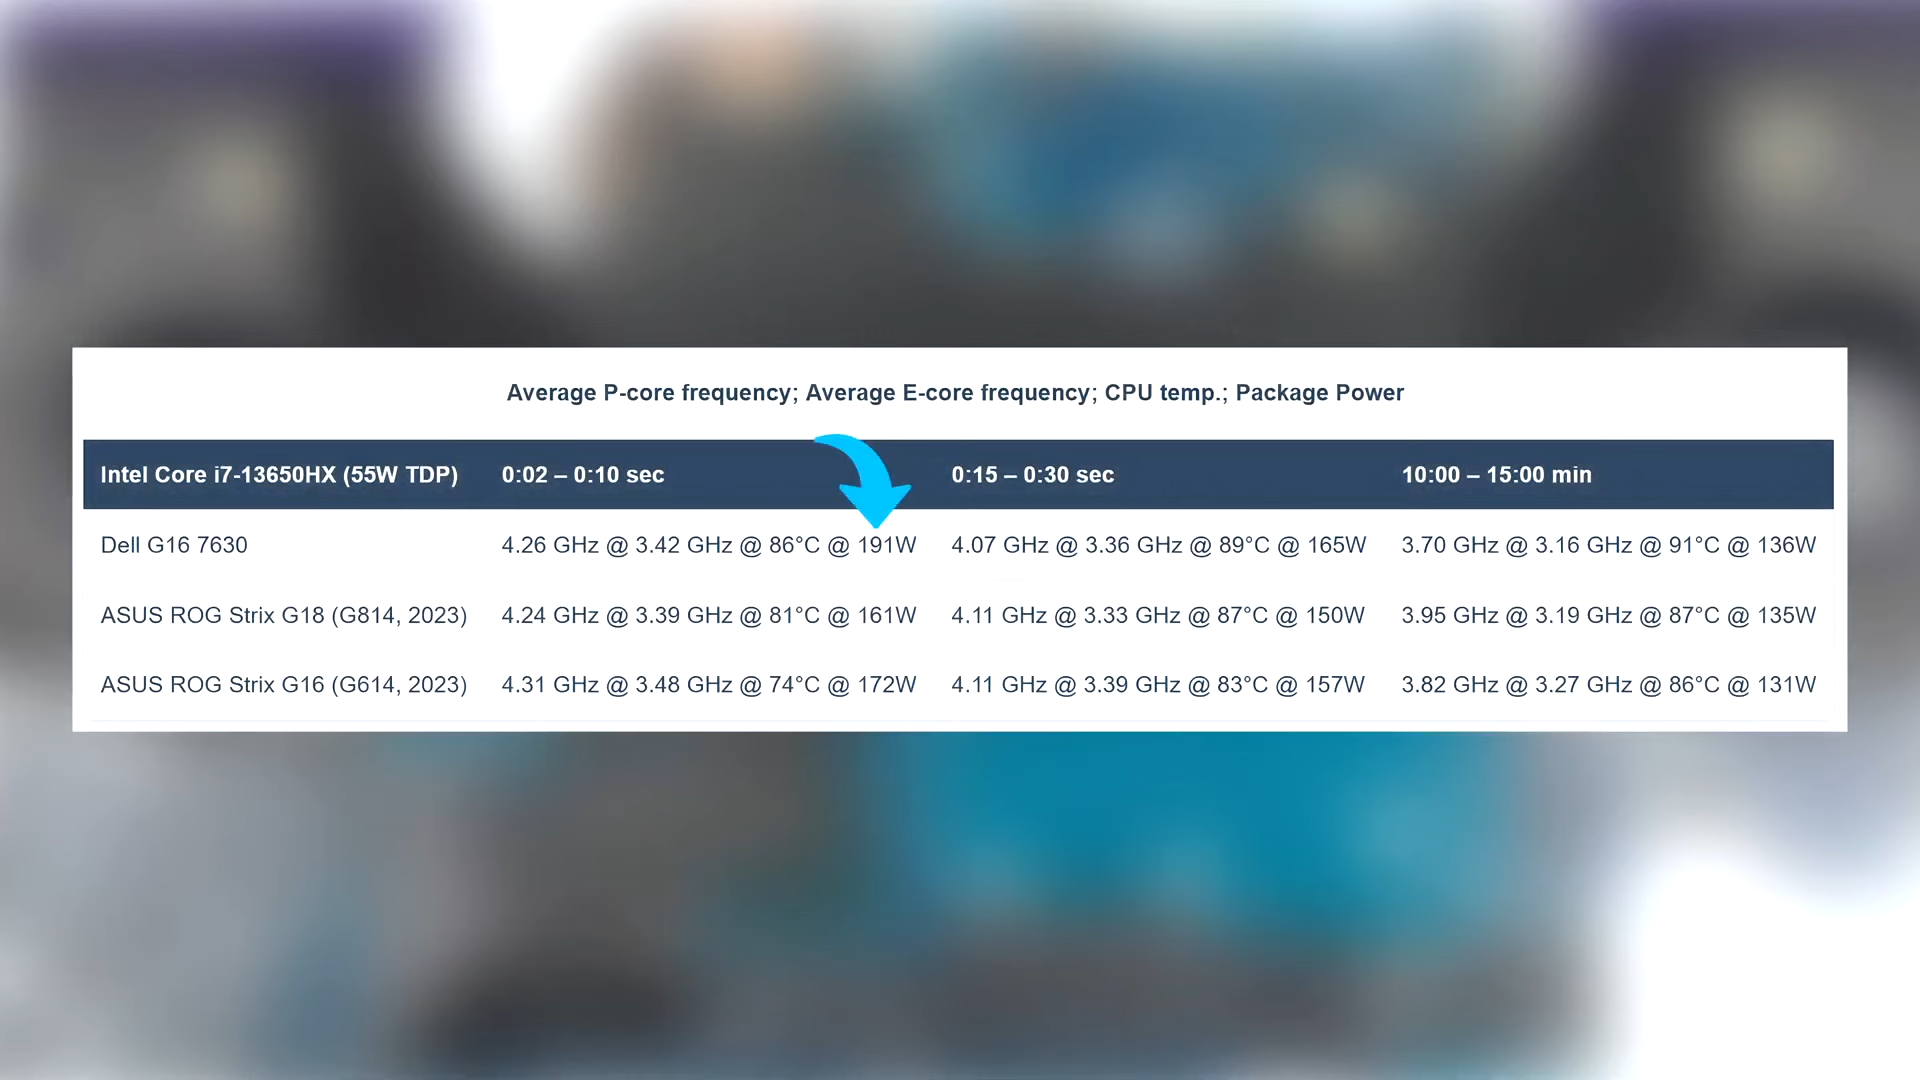 Average P-core frequency; Average E-core frequency; CPU temp.; Package Power
Intel Core i7-13650HX (55W TDP) 0:02 – 0:10 sec 0:15 – 0:30 sec 10:00 – 15:00 min
Dell G16 7630 4.26 GHz @ 3.42 GHz @ 86°C @ 191W 4.07 GHz @ 3.36 GHz @ 89°C @ 165W 3.70 GHz @ 3.16 GHz @ 91°C @ 136W
ASUS ROG Strix G18 (G814, 2023) 4.24 GHz @ 3.39 GHz @ 81°C @ 161W 4.11 GHz @ 3.33 GHz @ 87°C @ 150W 3.95 GHz @ 3.19 GHz @ 87°C @ 135W
ASUS ROG Strix G16 (G614, 2023) 4.31 GHz @ 3.48 GHz @ 74°C @ 172W 4.11 GHz @ 3.39 GHz @ 83°C @ 157W 3.82 GHz @ 3.27 GHz @ 86°C @ 131W